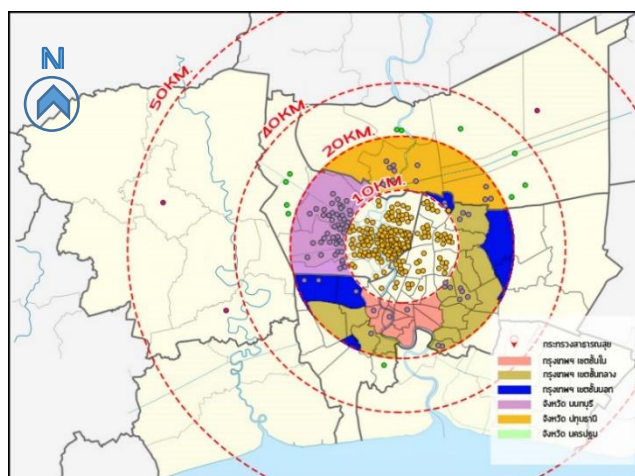 N
50KM.
40KM.
20KM.
10KM.
กระทรวงสาธารณสุข
กรุงเทพฯ เขตชั้นใน
กรุงเทพฯ เขตชั้นกลาง
กรุงเทพฯ เขตชั้นนอก
จังหวัด นนทบุรี
จังหวัด ปทุมธานี
จังหวัด นครปฐม